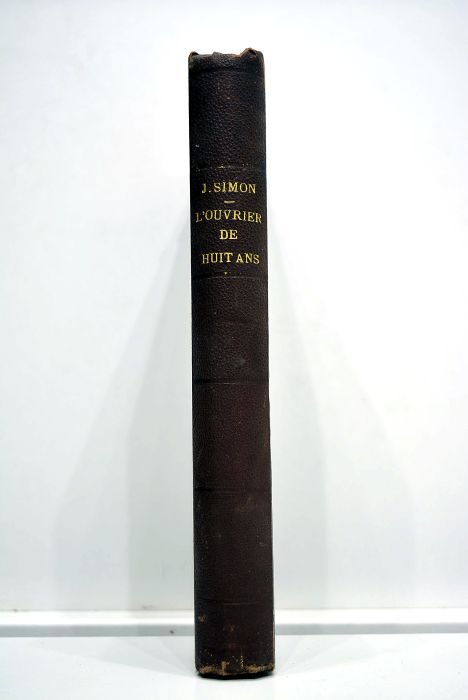 J. SIMON
L'OUVRIER
DE
HUIT ANS